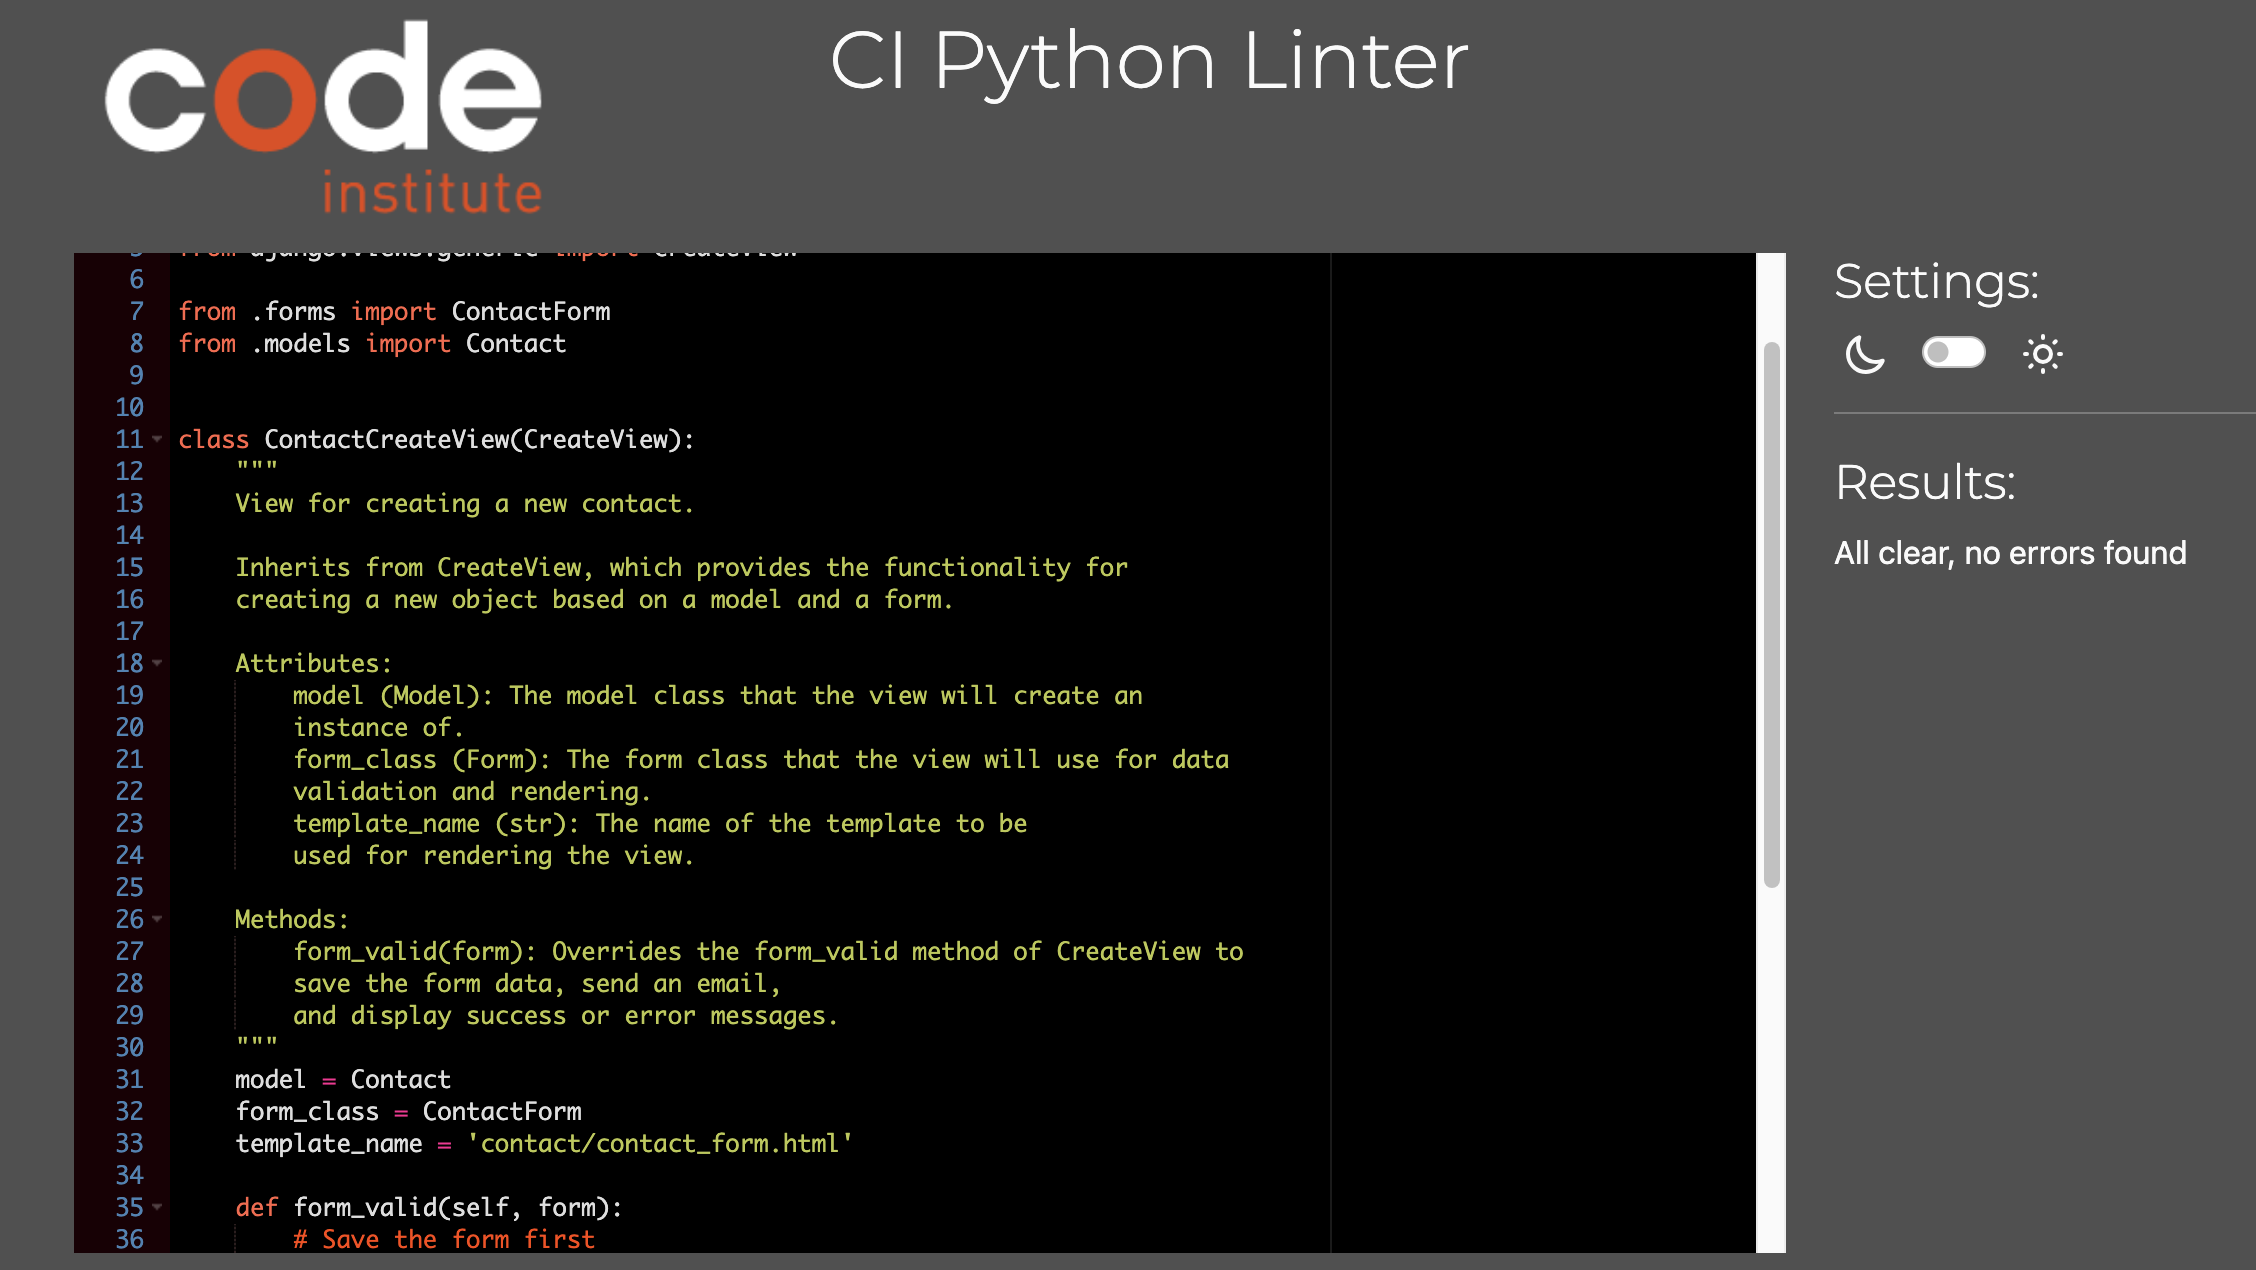 code
institute
CI Python Linter
5 from django.views.generic import CreateView
6
7 from .forms import ContactForm
8 from .models import Contact
9
10
11 class ContactCreateView(CreateView):
12 """
13 View for creating a new contact.
14
15 Inherits from CreateView, which provides the functionality for
16 creating a new object based on a model and a form.
17
18 Attributes:
19 model (Model): The model class that the view will create an
20 instance of.
21 form_class (Form): The form class that the view will use for data
22 validation and rendering.
23 template_name (str): The name of the template to be
24 used for rendering the view.
25
26 Methods:
27 form_valid(form): Overrides the form_valid method of CreateView to
28 save the form data, send an email,
29 and display success or error messages.
30 """
31 model = Contact
32 form_class = ContactForm
33 template_name = 'contact/contact_form.html'
34
35 def form_valid(self, form):
36 # Save the form first
Settings:
Results:
All clear, no errors found